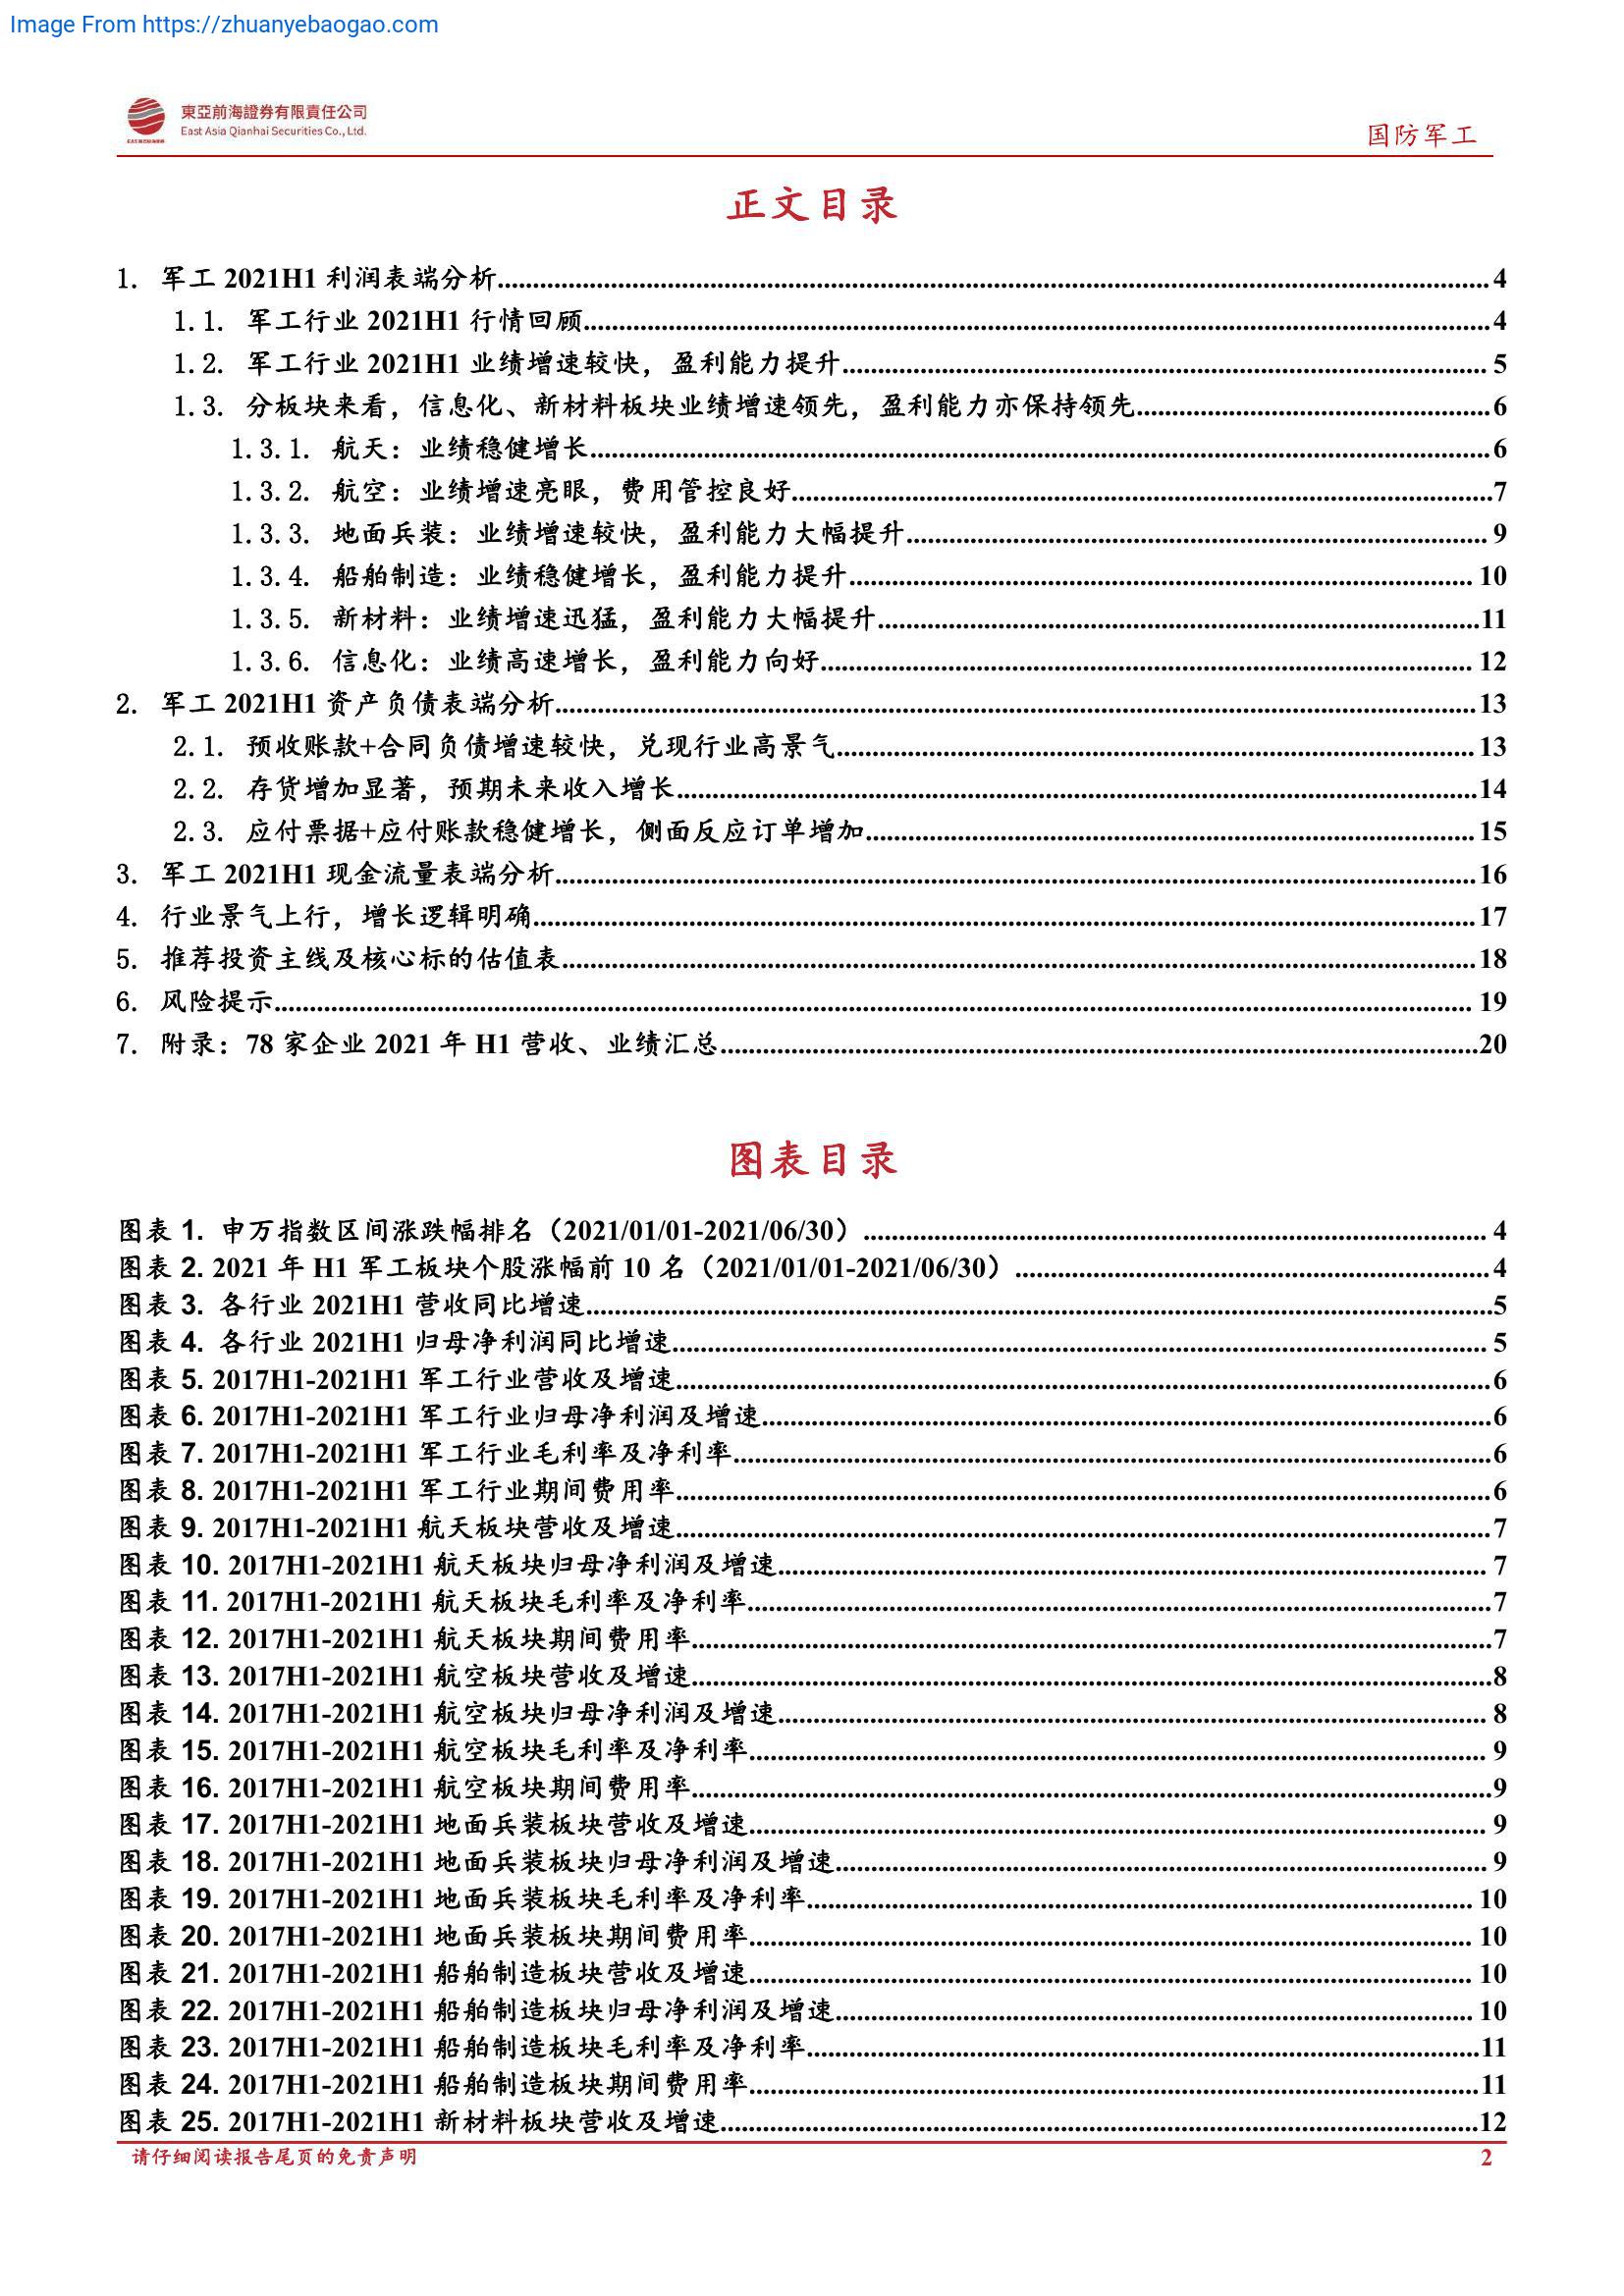 Image From https://zhuanyebaogao.com
東亞前海證券有限責任公司
East Asia Qianhai Securities Co., Ltd.
国防军工
正文目录
1. 军工 2021H1 利润表端分析 4
1.1. 军工行业 2021H1 行情回顾 4
1.2. 军工行业 2021H1 业绩增速较快，盈利能力提升 5
1.3. 分板块来看，信息化、新材料板块业绩增速领先，盈利能力亦保持领先 6
1.3.1. 航天：业绩稳健增长 6
1.3.2. 航空：业绩增速亮眼，费用管控良好 7
1.3.3. 地面兵装：业绩增速较快，盈利能力大幅提升 9
1.3.4. 船舶制造：业绩稳健增长，盈利能力提升 10
1.3.5. 新材料：业绩增速迅猛，盈利能力大幅提升 11
1.3.6. 信息化：业绩高速增长，盈利能力向好 12
2. 军工 2021H1 资产负债表端分析 13
2.1. 预收账款+合同负债增速较快，兑现行业高景气 13
2.2. 存货增加显著，预期未来收入增长 14
2.3. 应付票据+应付账款稳健增长，侧面反应订单增加 15
3. 军工 2021H1 现金流量表端分析 16
4. 行业景气上行，增长逻辑明确 17
5. 推荐投资主线及核心标的估值表 18
6. 风险提示 19
7. 附录：78 家企业 2021 年 H1 营收、业绩汇总 20
图表目录
图表 1. 申万指数区间涨跌幅排名（2021/01/01-2021/06/30） 4
图表 2. 2021 年 H1 军工板块个股涨幅前 10 名（2021/01/01-2021/06/30） 4
图表 3. 各行业 2021H1 营收同比增速 5
图表 4. 各行业 2021H1 归母净利润同比增速 5
图表 5. 2017H1-2021H1 军工行业营收及增速 6
图表 6. 2017H1-2021H1 军工行业归母净利润及增速 6
图表 7. 2017H1-2021H1 军工行业毛利率及净利率 6
图表 8. 2017H1-2021H1 军工行业期间费用率 6
图表 9. 2017H1-2021H1 航天板块营收及增速 7
图表 10. 2017H1-2021H1 航天板块归母净利润及增速 7
图表 11. 2017H1-2021H1 航天板块毛利率及净利率 7
图表 12. 2017H1-2021H1 航天板块期间费用率 7
图表 13. 2017H1-2021H1 航空板块营收及增速 8
图表 14. 2017H1-2021H1 航空板块归母净利润及增速 8
图表 15. 2017H1-2021H1 航空板块毛利率及净利率 9
图表 16. 2017H1-2021H1 航空板块期间费用率 9
图表 17. 2017H1-2021H1 地面兵装板块营收及增速 9
图表 18. 2017H1-2021H1 地面兵装板块归母净利润及增速 9
图表 19. 2017H1-2021H1 地面兵装板块毛利率及净利率 10
图表 20. 2017H1-2021H1 地面兵装板块期间费用率 10
图表 21. 2017H1-2021H1 船舶制造板块营收及增速 10
图表 22. 2017H1-2021H1 船舶制造板块归母净利润及增速 10
图表 23. 2017H1-2021H1 船舶制造板块毛利率及净利率 11
图表 24. 2017H1-2021H1 船舶制造板块期间费用率 11
图表 25. 2017H1-2021H1 新材料板块营收及增速 12
请仔细阅读报告尾页的免责声明 2